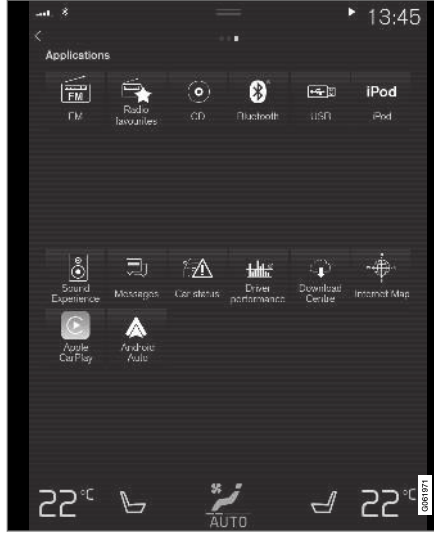 13:45
Applications
FM
iPod
FM
Radio
favourites
CD
Bluetooth
USB
iPod
Sound
Experience
Messages
Car status
Driver
performance
Download
Centre
Internet Map
Apple
CarPlay
Android
Auto
22°C
AUTO
22°C
G061971